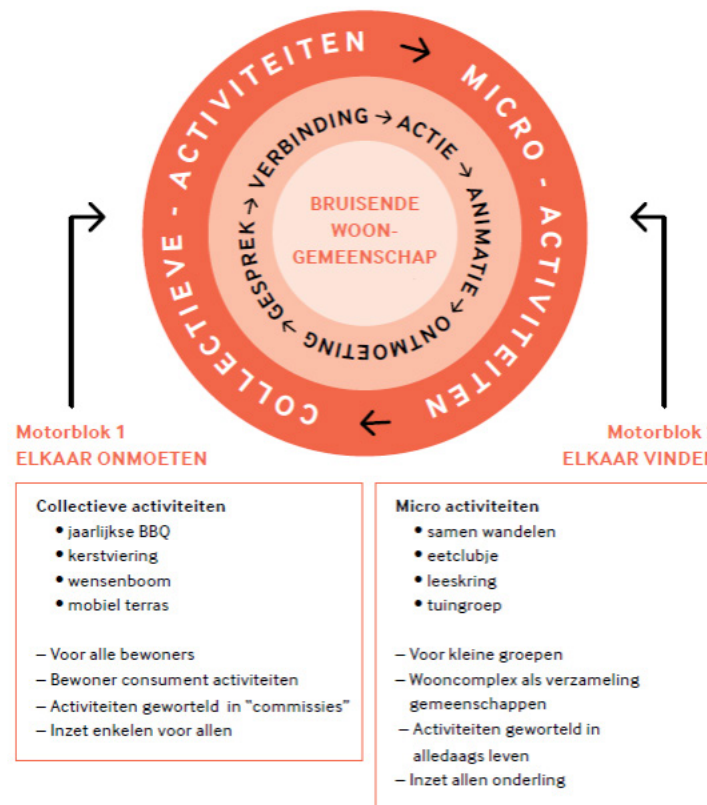 COLLECTIEVE - ACTIVITEITEN →
MICRO - ACTIVITEITEN →
GESPREK → VERBINDING → ACTIE → ANIMATIE → ONTMOETING →
BRUISENDE
WOON-
GEMEENSCHAP
Motorblok 1
ELKAAR ONMOETEN
Motorblok
ELKAAR VINDE
Collectieve activiteiten
• jaarlijkse BBQ
• kerstviering
• wensenboom
• mobiel terras
– Voor alle bewoners
– Bewoner consument activiteiten
– Activiteiten geworteld in “commissies”
– Inzet enkelen voor allen
Micro activiteiten
• samen wandelen
• eetclubje
• leeskring
• tuingroep
– Voor kleine groepen
– Wooncomplex als verzameling
gemeenschappen
– Activiteiten geworteld in
alledaags leven
– Inzet allen onderling